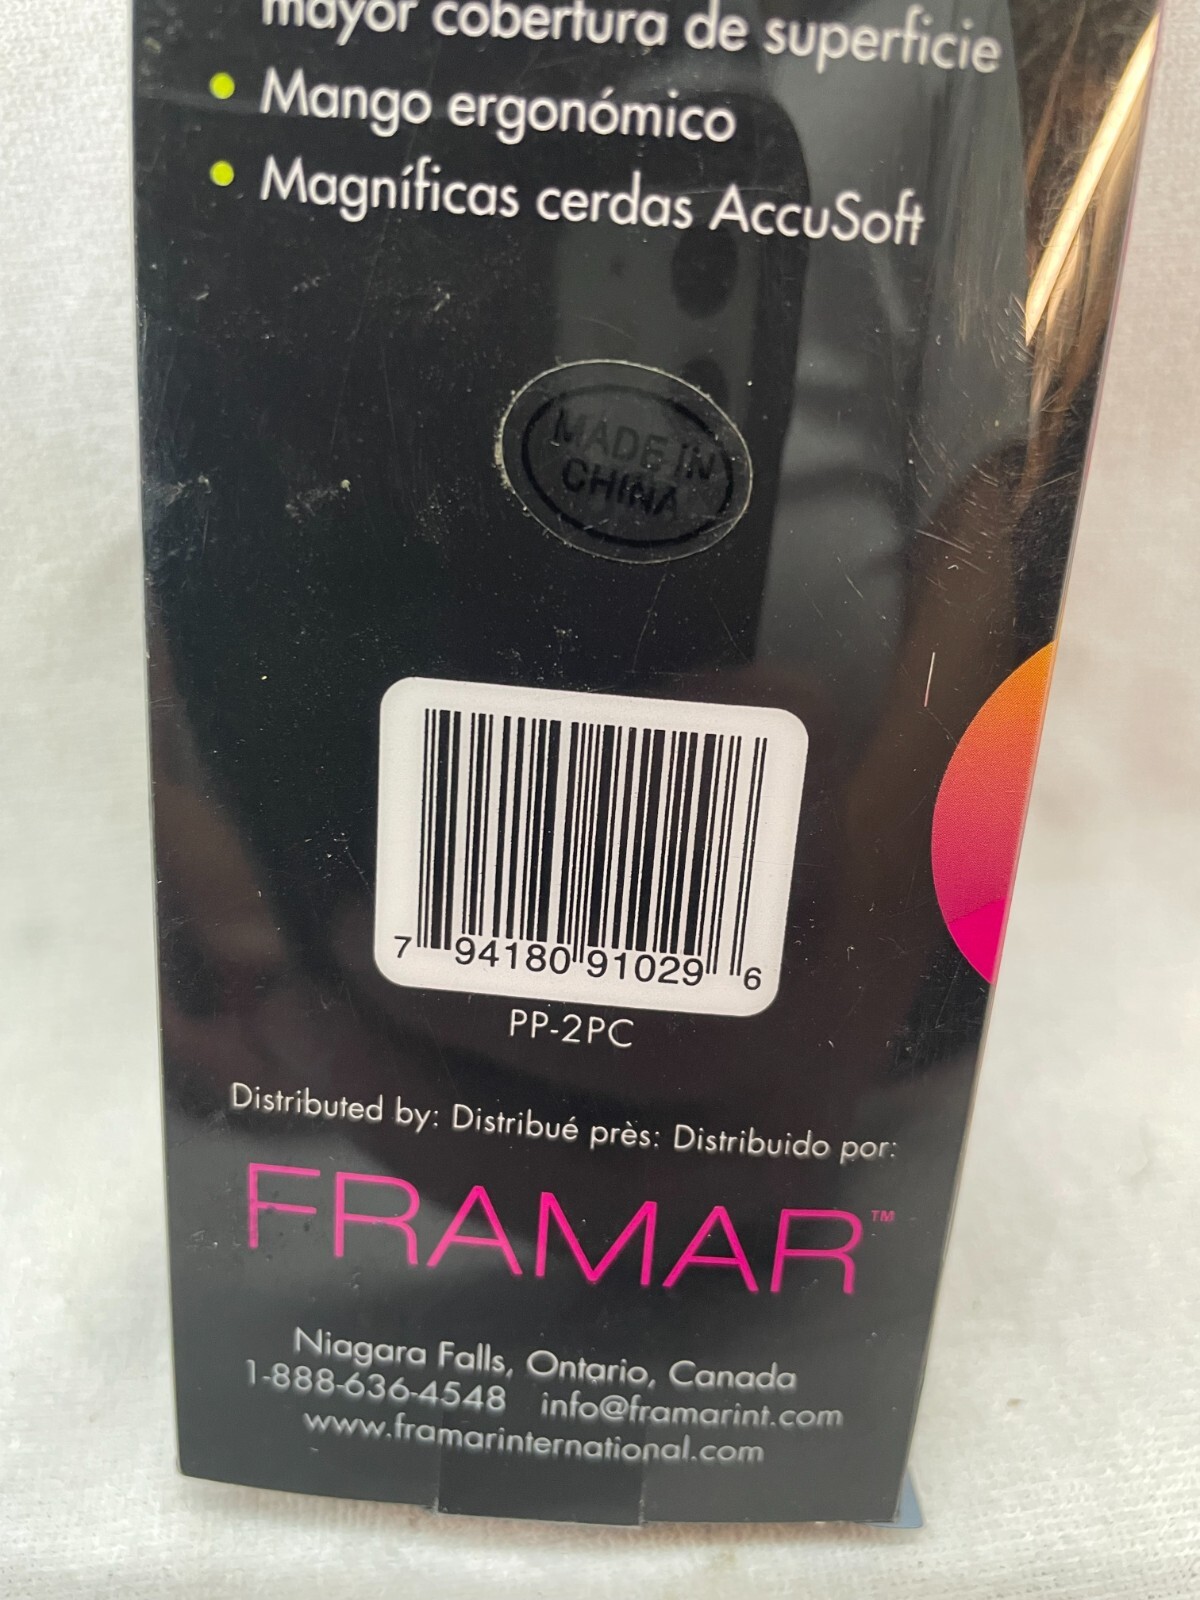 mayor cobertura de superficie
• Mango ergonómico
• Magníficas cerdas AccuSoft
MADE IN
CHINA
7 94180 91029 6
PP-2PC
Distributed by: Distribué près: Distribuido por:
FRAMAR™
Niagara Falls, Ontario, Canada
1-888-636-4548 info@framarint.com
www.framarinternational.com